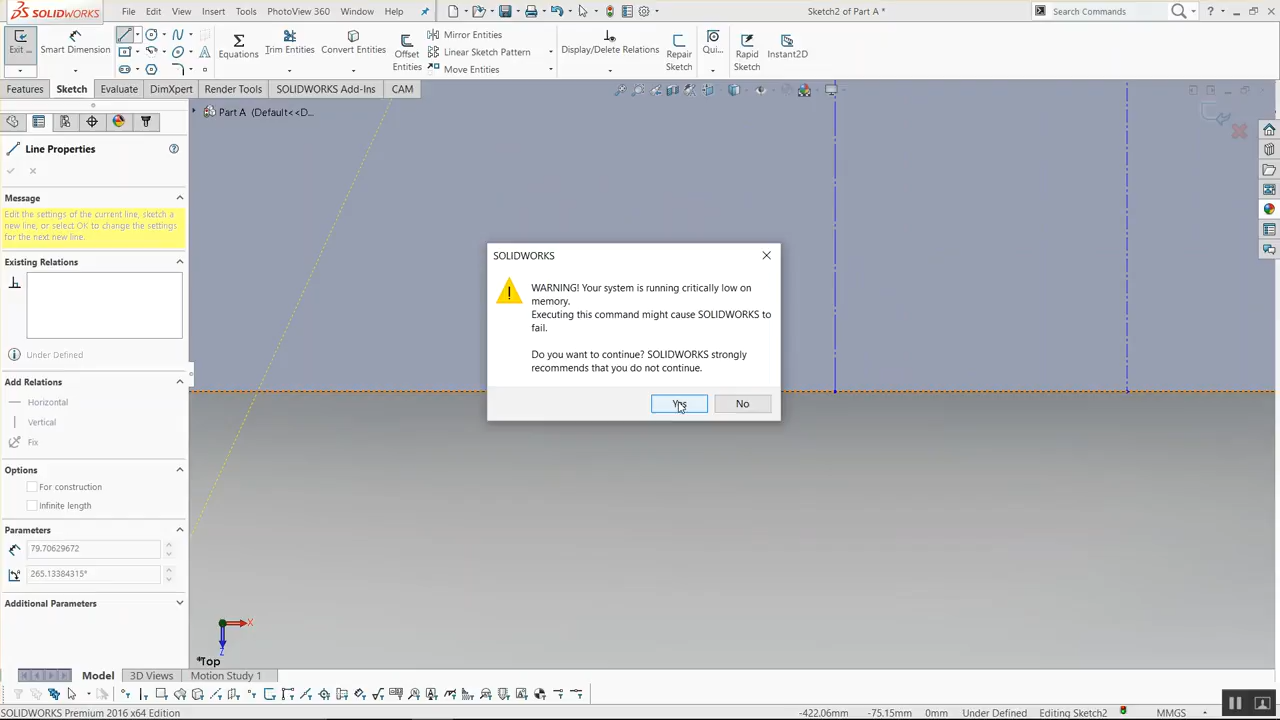 SOLIDWORKS File Edit View Insert Tools PhotoView 360 Window Help Sketch2 of Part A * Search Commands ?
Exit ... Smart Dimension Equations Trim Entities Convert Entities Offset Entities Mirror Entities Linear Sketch Pattern Move Entities Display/Delete Relations Repair Sketch Qui... Rapid Sketch Instant2D
Features Sketch Evaluate DimXpert Render Tools SOLIDWORKS Add-Ins CAM
Part A (Default<<D...
Line Properties
Message
Edit the settings of the current line, sketch a
new line, or select OK to change the settings
for the next new line.
Existing Relations
Under Defined
Add Relations
Horizontal
Vertical
Fix
Options
For construction
Infinite length
Parameters
79.70629672
265.13384315°
Additional Parameters
SOLIDWORKS
WARNING! Your system is running critically low on
memory.
Executing this command might cause SOLIDWORKS to
fail.
Do you want to continue? SOLIDWORKS strongly
recommends that you do not continue.
Yes No
X
Z
*Top
Model 3D Views Motion Study 1
SOLIDWORKS Premium 2016 x64 Edition -422.06mm -75.15mm 0mm Under Defined Editing Sketch2 MMGS